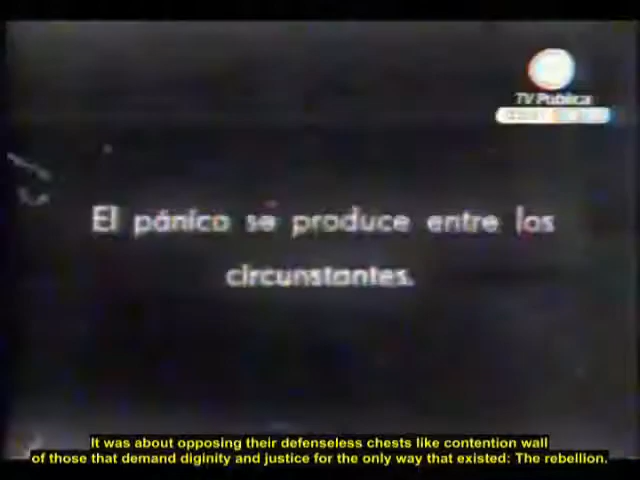 TV Pública
El pánico se produce entre los
circunstantes.
It was about opposing their defenseless chests like contention wall
of those that demand diginity and justice for the only way that existed: The rebellion.